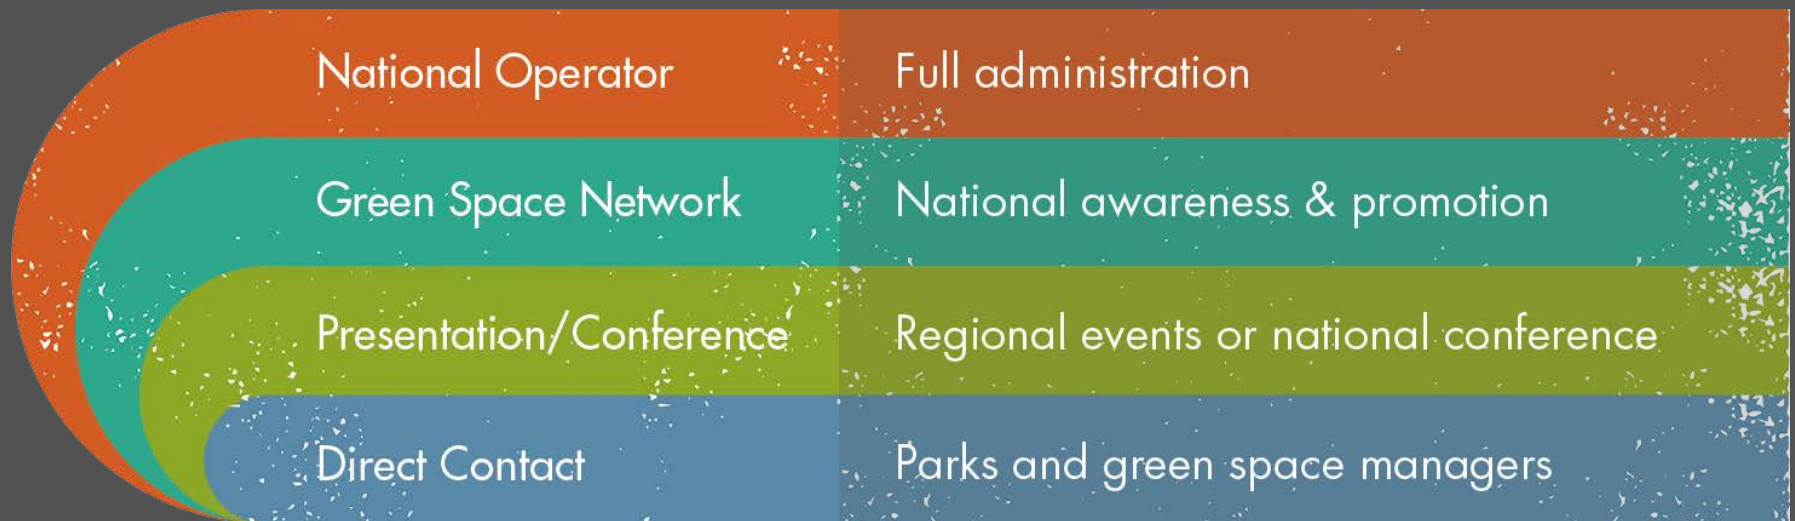 National Operator
Full administration
Green Space Network
National awareness & promotion
Presentation/Conference
Regional events or national conference
Direct Contact
Parks and green space managers